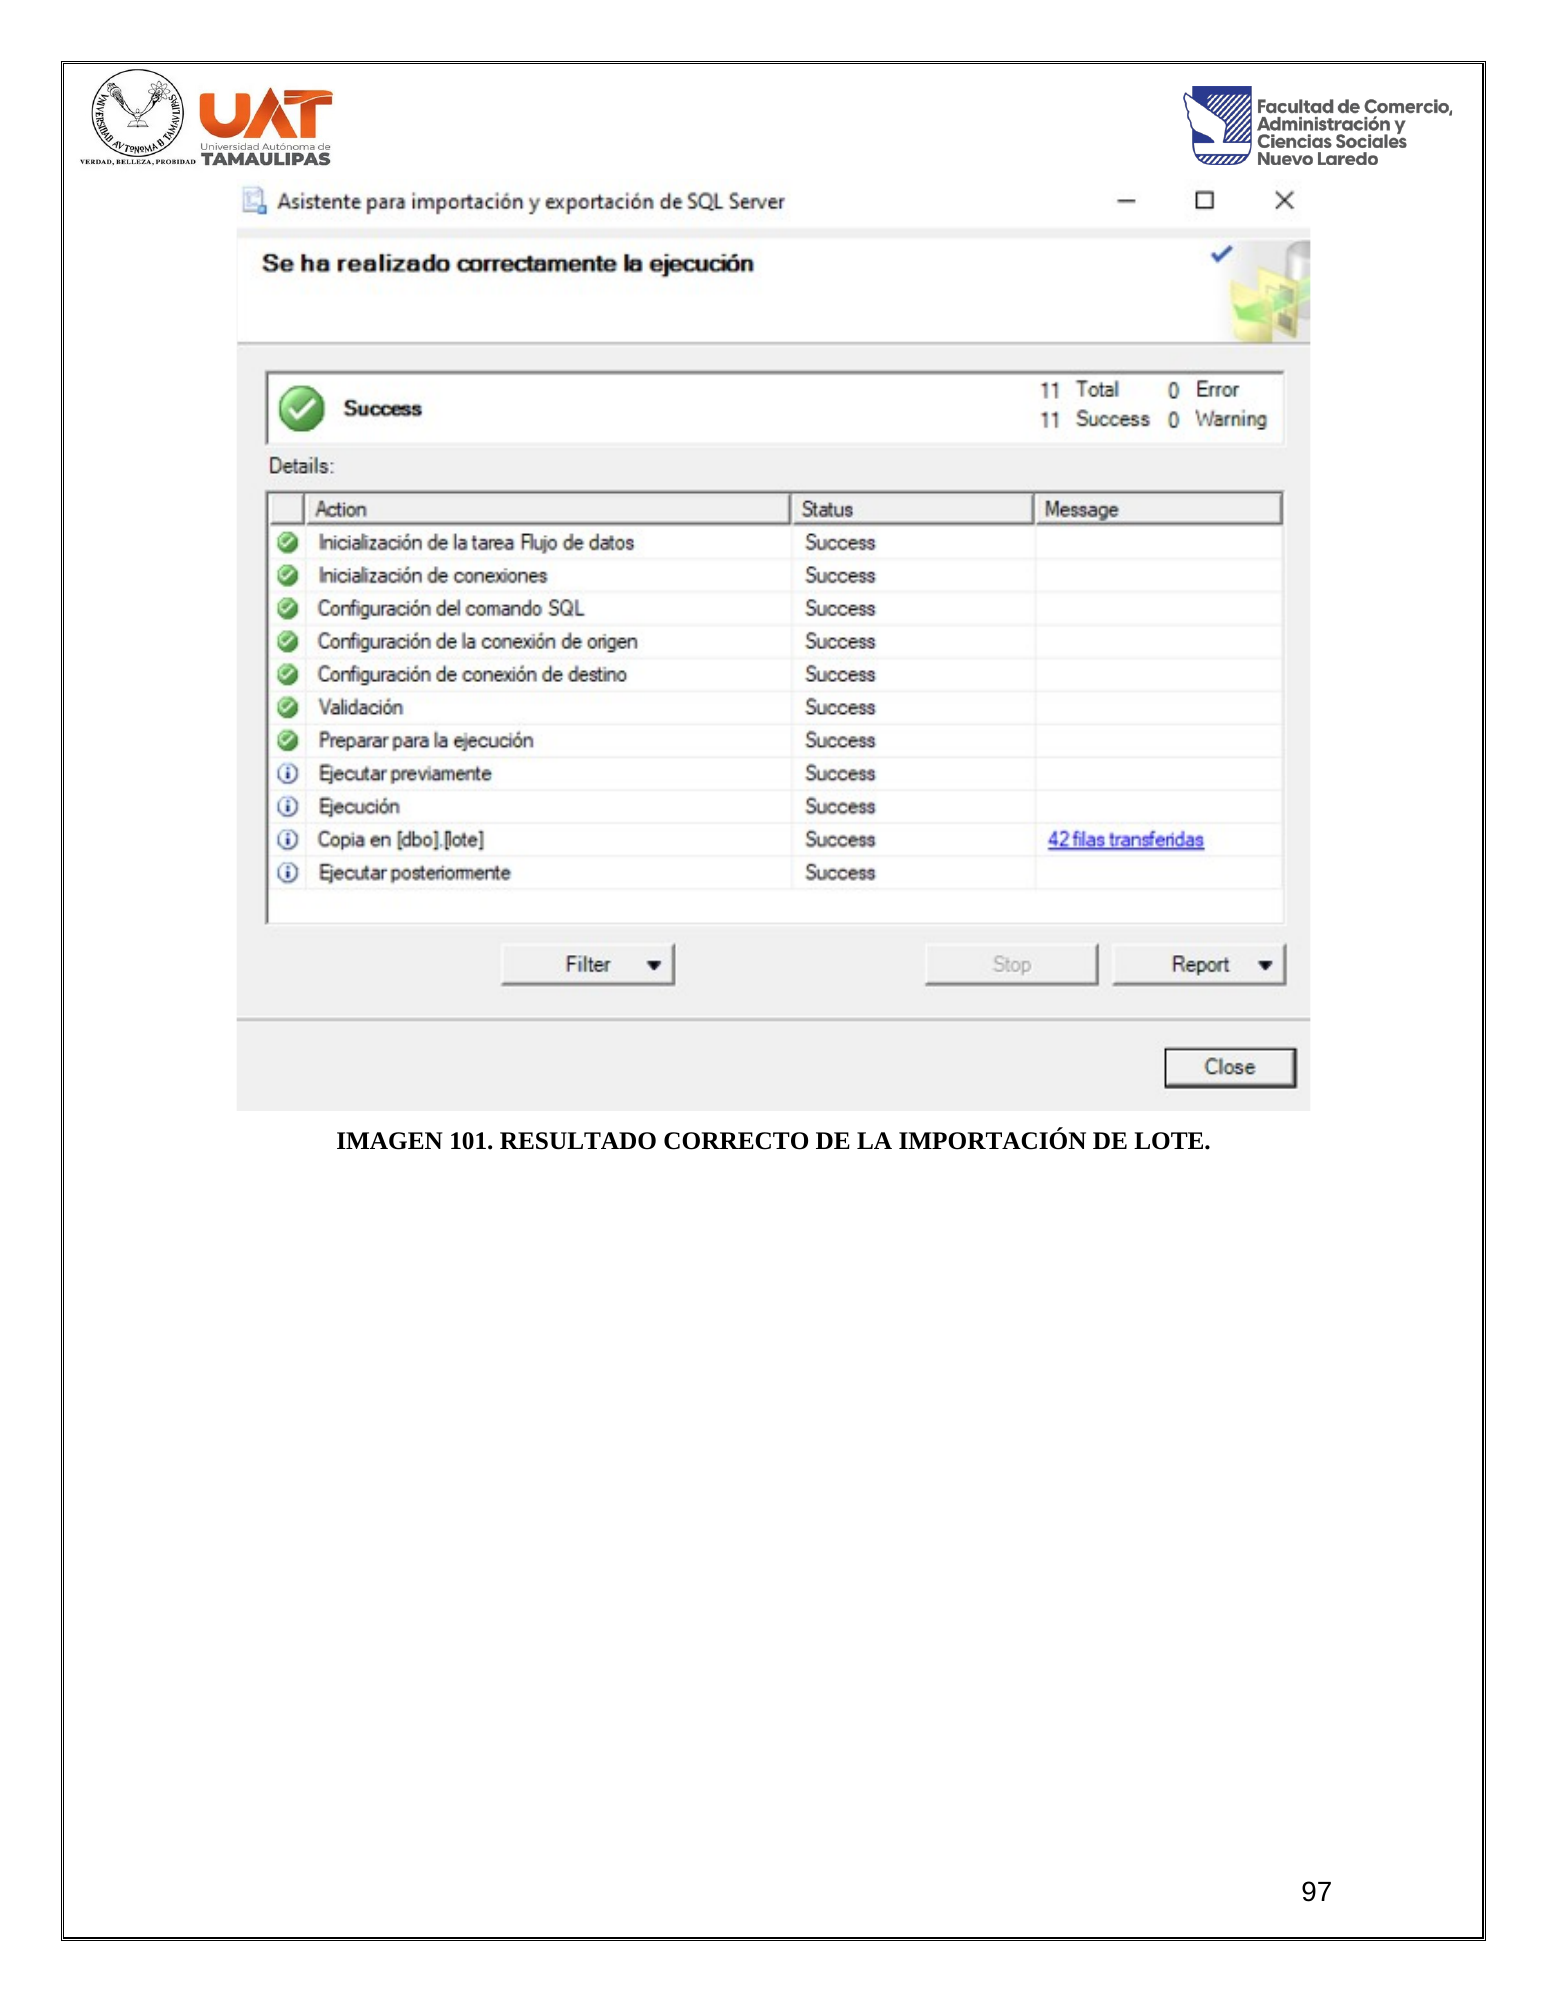 VNIVERSIDAD AVTONOMA D TAMAVLIPAS
VERDAD, BELLEZA, PROBIDAD
UAT
Universidad Autónoma de
TAMAULIPAS
Facultad de Comercio,
Administración y
Ciencias Sociales
Nuevo Laredo
Asistente para importación y exportación de SQL Server
Se ha realizado correctamente la ejecución
Success
11 Total 0 Error
11 Success 0 Warning
Details:
Action Status Message
Inicialización de la tarea Flujo de datos Success
Inicialización de conexiones Success
Configuración del comando SQL Success
Configuración de la conexión de origen Success
Configuración de conexión de destino Success
Validación Success
Preparar para la ejecución Success
Ejecutar previamente Success
Ejecución Success
Copia en [dbo].[lote] Success 42 filas transferidas
Ejecutar posteriormente Success
Filter Stop Report
Close
IMAGEN 101. RESULTADO CORRECTO DE LA IMPORTACIÓN DE LOTE.
97